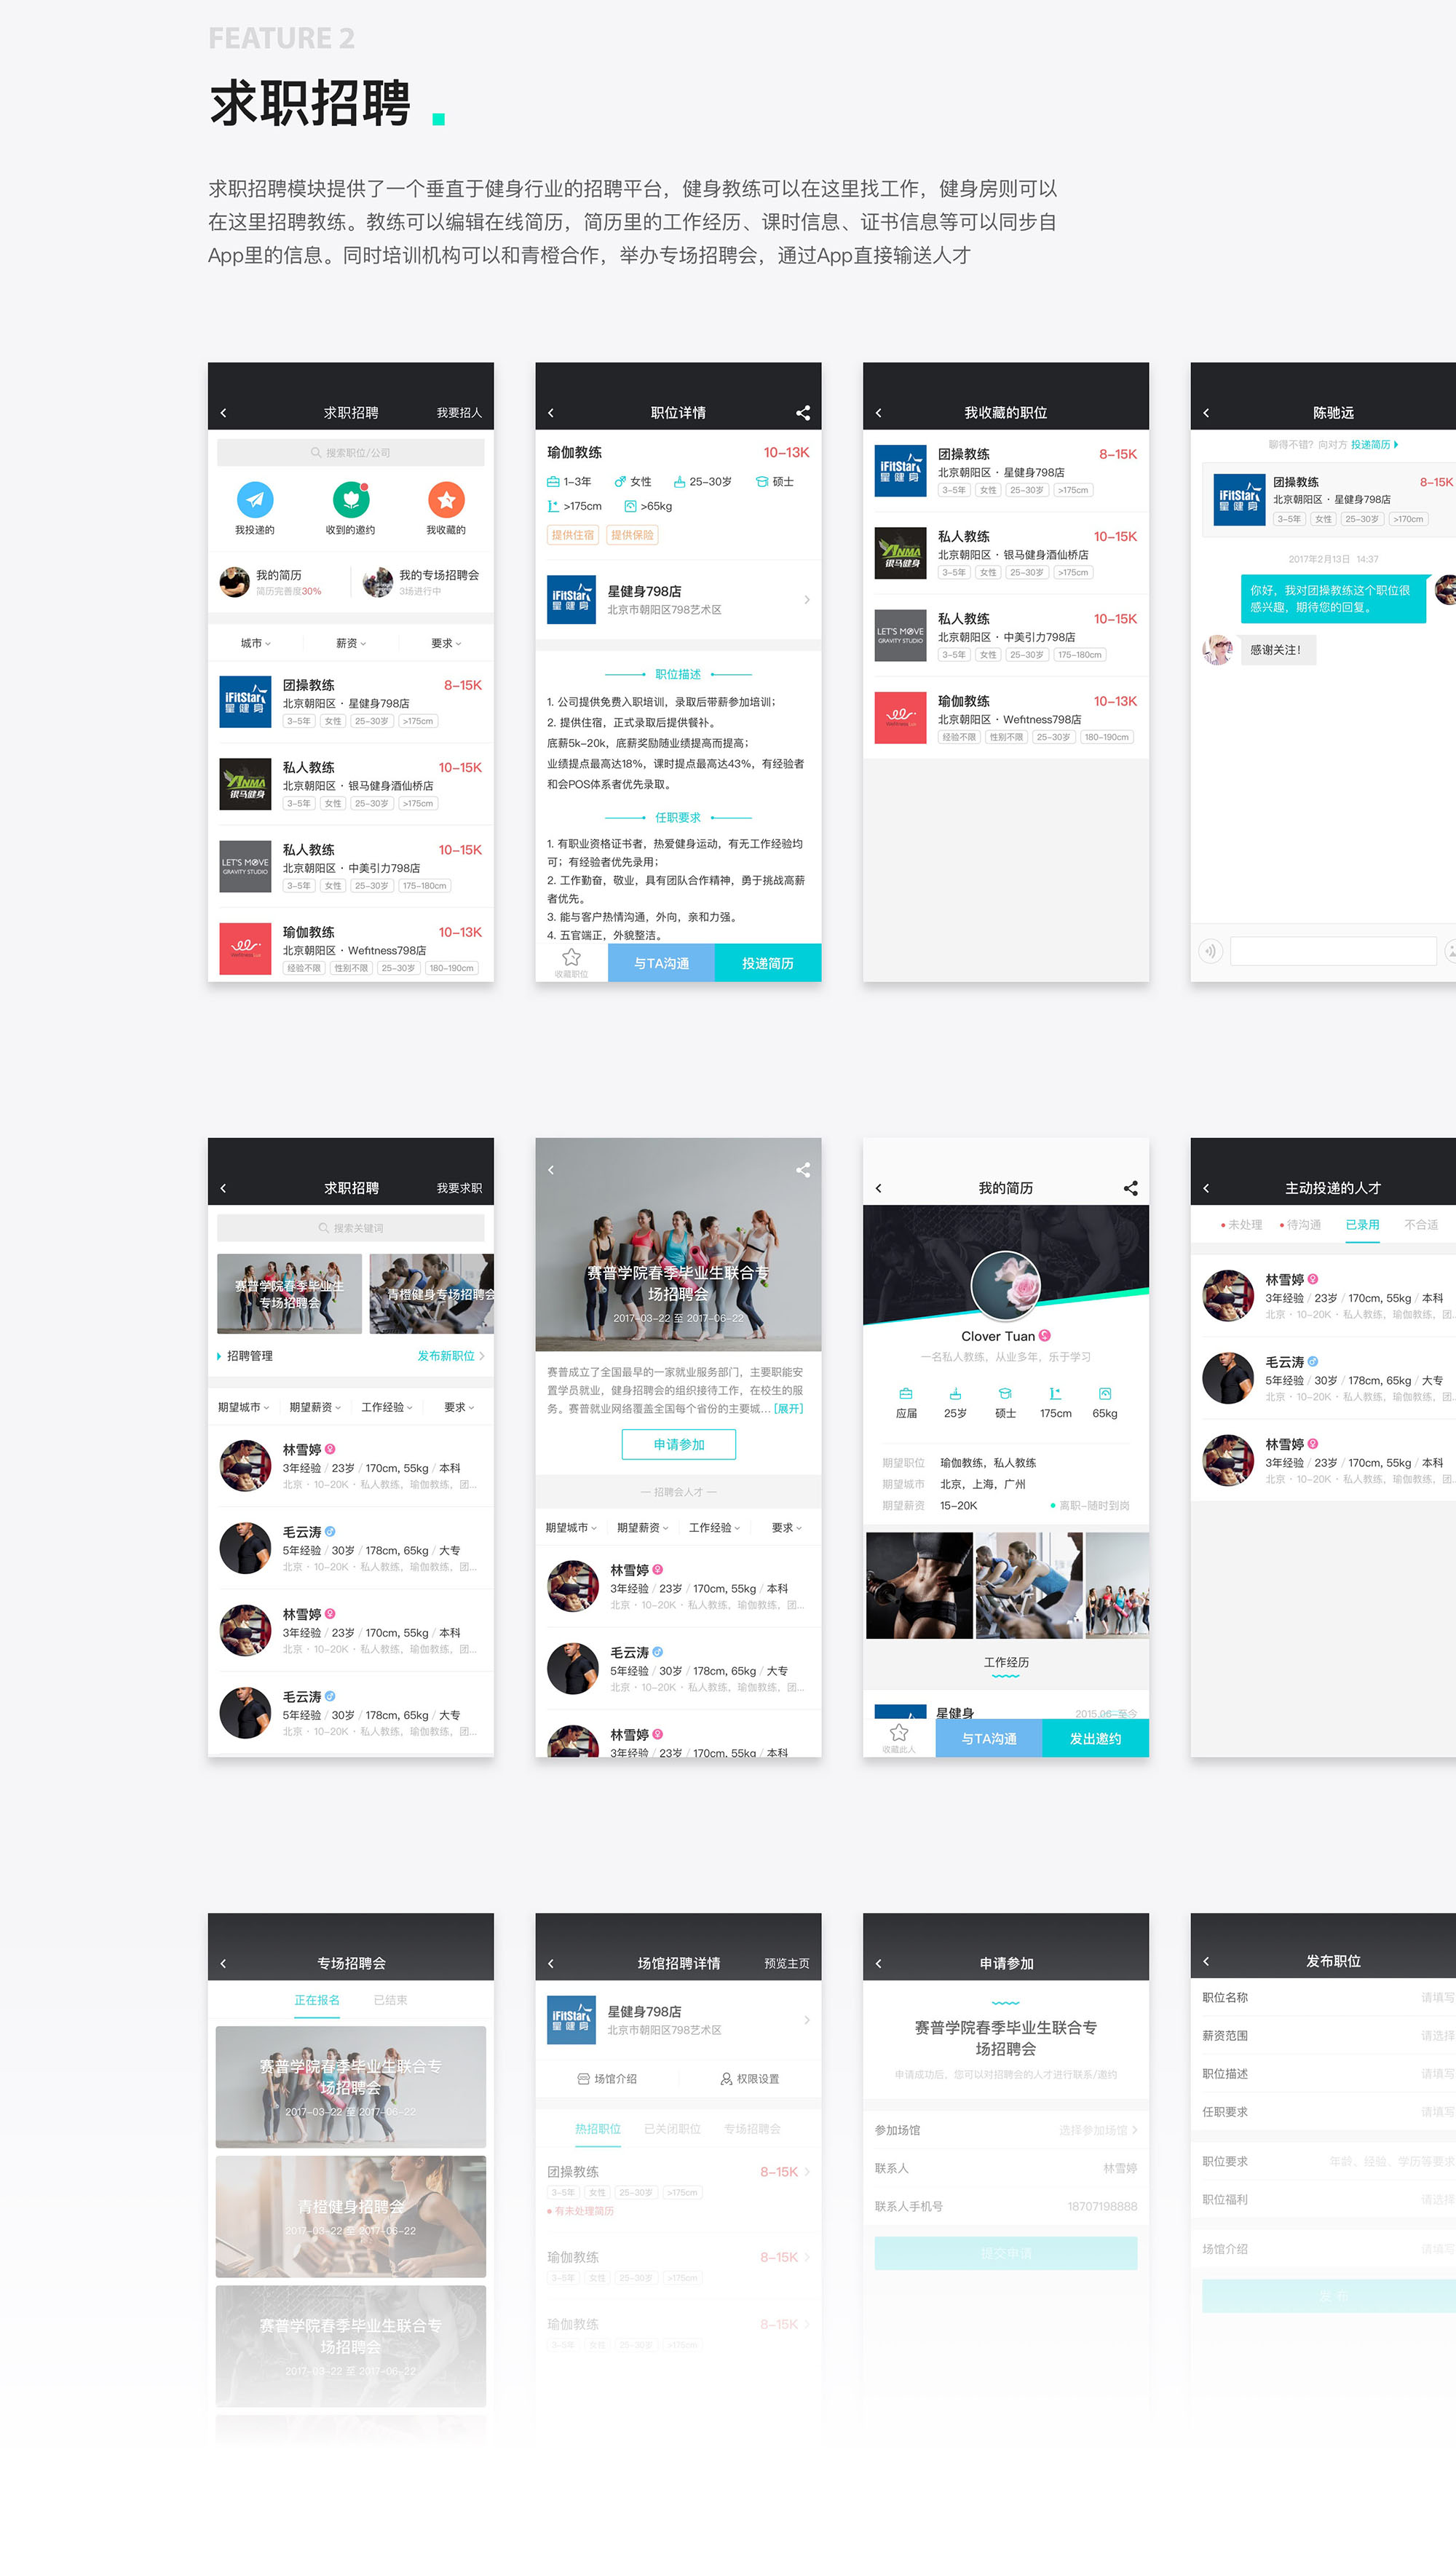 FEATURE 2
求职招聘
求职招聘模块提供了一个垂直于健身行业的招聘平台，健身教练可以在这里找工作，健身房则可以
在这里招聘教练。教练可以编辑在线简历，简历里的工作经历、课时信息、证书信息等可以同步自
App里的信息。同时培训机构可以和青橙合作，举办专场招聘会，通过App直接输送人才
求职招聘 我要招人
搜索职位/公司
我投递的 收到的邀约 我收藏的
我的简历
简历完善度30%
我的专场招聘会
3场进行中
城市 薪资 要求
iFitStar
星健身
团操教练 8-15K
北京朝阳区·星健身798店
3-5年 女性 25-30岁 >175cm
YINMA
银马健身
私人教练 10-15K
北京朝阳区·银马健身酒仙桥店
3-5年 女性 25-30岁 >175cm
LET'S MOVE
GRAVITY STUDIO
私人教练 10-15K
北京朝阳区·中美引力798店
3-5年 女性 25-30岁 175-180cm
瑜伽教练 10-13K
北京朝阳区·Wefitness798店
经验不限 性别不限 25-30岁 180-190cm
职位详情
瑜伽教练 10-13K
1-3年 女性 25-30岁 硕士
>175cm >65kg
提供住宿 提供保险
iFitStar
星健身
星健身798店
北京市朝阳区798艺术区
职位描述
1. 公司提供免费入职培训，录取后带薪参加培训；
2. 提供住宿，正式录取后提供餐补。
底薪5k-20k，底薪奖励随业绩提高而提高；
业绩提点最高达18%，课时提点最高达43%，有经验者
和会POS体系者优先录取。
任职要求
1. 有职业资格证书者，热爱健身运动，有无工作经验均
可；有经验者优先录用；
2. 工作勤奋，敬业，具有团队合作精神，勇于挑战高薪
者优先。
3. 能与客户热情沟通，外向，亲和力强。
4. 五官端正，外貌整洁。
收藏职位 与TA沟通 投递简历
我收藏的职位
iFitStar
星健身
团操教练 8-15K
北京朝阳区·星健身798店
3-5年 女性 25-30岁 >175cm
YINMA
银马健身
私人教练 10-15K
北京朝阳区·银马健身酒仙桥店
3-5年 女性 25-30岁 >175cm
LET'S MOVE
GRAVITY STUDIO
私人教练 10-15K
北京朝阳区·中美引力798店
3-5年 女性 25-30岁 175-180cm
瑜伽教练 10-13K
北京朝阳区·Wefitness798店
经验不限 性别不限 25-30岁 180-190cm
陈驰远
聊得不错？向对方 投递简历
iFitStar
星健身
团操教练 8-15K
北京朝阳区·星健身798店
3-5年 女性 25-30岁 >170cm
2017年2月13日 14:37
你好，我对团操教练这个职位很
感兴趣，期待您的回复。
感谢关注！
求职招聘 我要求职
搜索关键词
赛普学院春季毕业生
专场招聘会
青橙健身专场招聘会
招聘管理 发布新职位
期望城市 期望薪资 工作经验 要求
林雪婷
3年经验 / 23岁 / 170cm, 55kg / 本科
北京·10-20K·私人教练，瑜伽教练，团...
毛云涛
5年经验 / 30岁 / 178cm, 65kg / 大专
北京·10-20K·私人教练，瑜伽教练，团...
林雪婷
3年经验 / 23岁 / 170cm, 55kg / 本科
北京·10-20K·私人教练，瑜伽教练，团...
毛云涛
5年经验 / 30岁 / 178cm, 65kg / 大专
北京·10-20K·私人教练，瑜伽教练，团...
赛普学院春季毕业生联合专
场招聘会
2017-03-22 至 2017-06-22
赛普成立了全国最早的一家就业服务部门，主要职能安
置学员就业，健身招聘会的组织接待工作，在校生的服
务。赛普就业网络覆盖全国每个省份的主要城... [展开]
申请参加
— 招聘会人才 —
期望城市 期望薪资 工作经验 要求
林雪婷
3年经验 / 23岁 / 170cm, 55kg / 本科
北京·10-20K·私人教练，瑜伽教练，团...
毛云涛
5年经验 / 30岁 / 178cm, 65kg / 大专
北京·10-20K·私人教练，瑜伽教练，团...
林雪婷
3年经验 / 23岁 / 170cm, 55kg / 本科
我的简历
Clover Tuan
一名私人教练，从业多年，乐于学习
应届 25岁 硕士 175cm 65kg
期望职位 瑜伽教练，私人教练
期望城市 北京，上海，广州
期望薪资 15-20K 离职-随时到岗
工作经历
星健身 2015.06-至今
收藏此人 与TA沟通 发出邀约
主动投递的人才
未处理 待沟通 已录用 不合适
林雪婷
3年经验 / 23岁 / 170cm, 55kg / 本科
北京·10-20K·私人教练，瑜伽教练，团...
毛云涛
5年经验 / 30岁 / 178cm, 65kg / 大专
北京·10-20K·私人教练，瑜伽教练，团...
林雪婷
3年经验 / 23岁 / 170cm, 55kg / 本科
北京·10-20K·私人教练，瑜伽教练，团...
专场招聘会
正在报名 已结束
赛普学院春季毕业生联合专
场招聘会
2017-03-22 至 2017-06-22
青橙健身招聘会
2017-03-22 至 2017-06-22
赛普学院春季毕业生联合专
场招聘会
2017-03-22 至 2017-06-22
场馆招聘详情 预览主页
iFitStar
星健身
星健身798店
北京市朝阳区798艺术区
场馆介绍 权限设置
热招职位 已关闭职位 专场招聘会
团操教练 8-15K
3-5年 女性 25-30岁 >175cm
有未处理简历
瑜伽教练 8-15K
3-5年 女性 25-30岁 >175cm
瑜伽教练 8-15K
3-5年 女性 25-30岁 >175cm
申请参加
赛普学院春季毕业生联合专
场招聘会
申请成功后，您可以对招聘会的人才进行联系/邀约
参加场馆 选择参加场馆
联系人 林雪婷
联系人手机号 18707198888
提交申请
发布职位
职位名称 请填写
薪资范围 请选择
职位描述 请填写
任职要求 请填写
职位要求 年龄、经验、学历等要求
职位福利 请选择
场馆介绍 请填写
发布